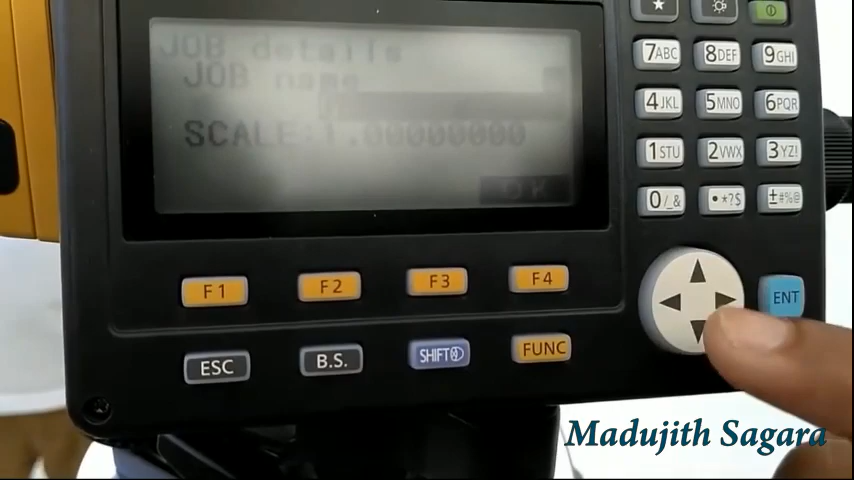 JOB details
JOB name
SCALE:1.00000000
OK
★
7ABC 8DEF 9GHI
4JKL 5MNO 6PQR
1STU 2VWX 3YZ!
0/_& •*?$ ±#%@
F1 F2 F3 F4
ENT
ESC B.S. SHIFT FUNC
Madujith Sagara